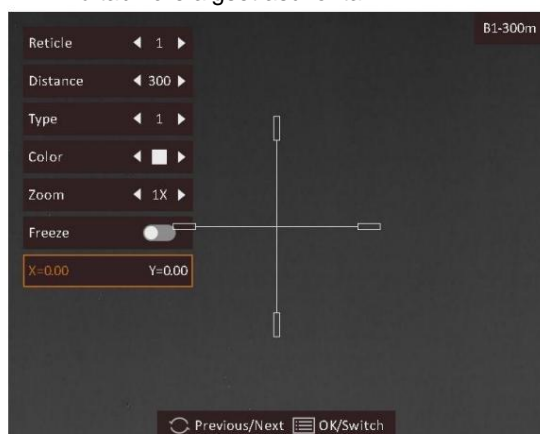 B1-300m
Reticle 1
Distance 300
Type 1
Color
Zoom 1X
Freeze
X=0.00 Y=0.00
Previous/Next OK/Switch